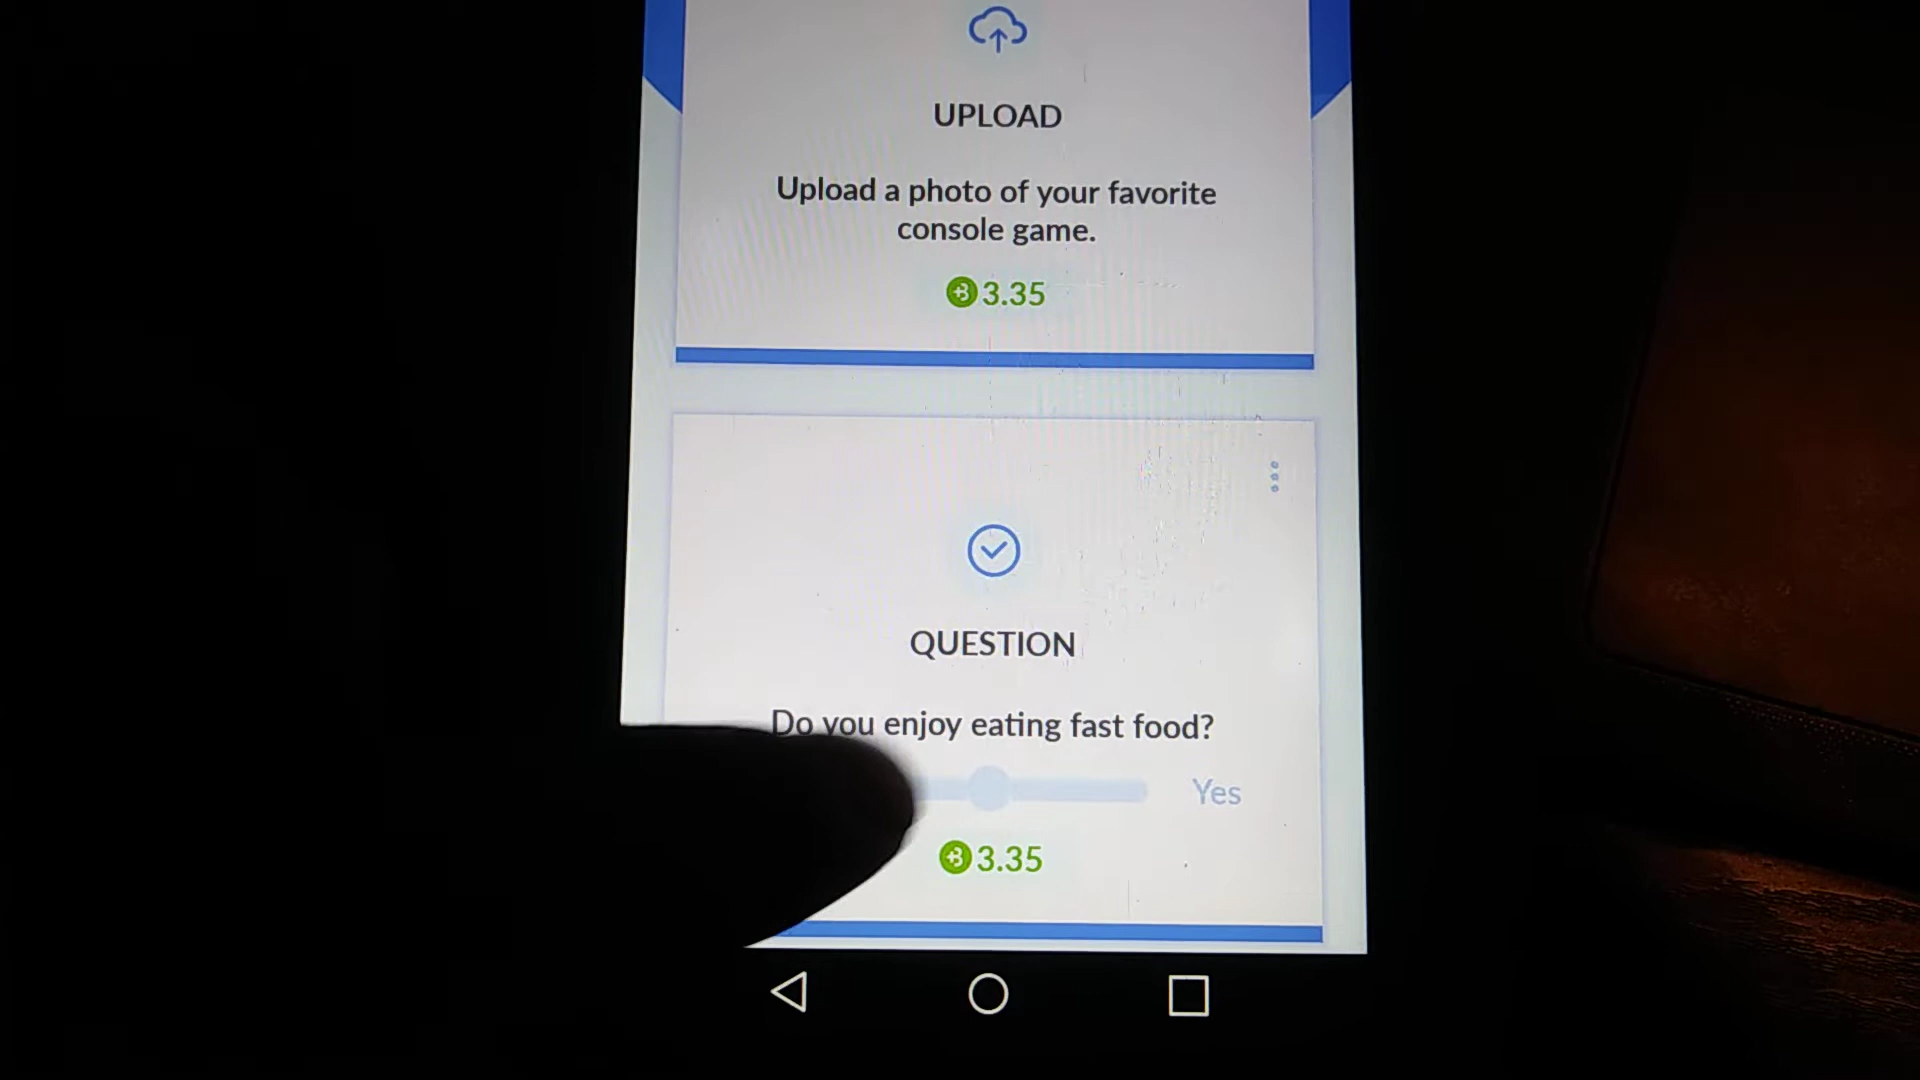 UPLOAD
Upload a photo of your favorite
console game.
3.35
QUESTION
Do you enjoy eating fast food?
Yes
3.35